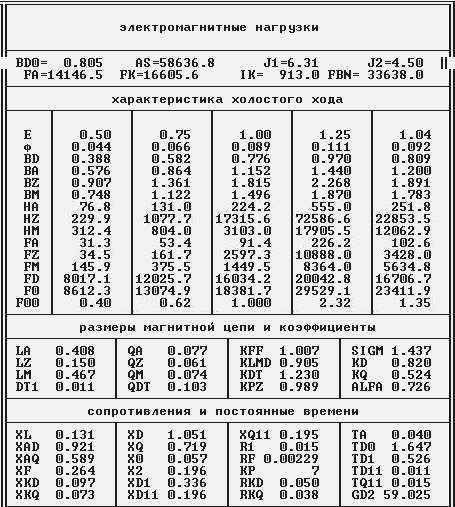 электромагнитные нагрузки
BD0= 0.805 AS=58636.8 J1=6.31 J2=4.50
FA=14146.5 FK=16605.6 IK= 913.0 FBN= 33638.0
характеристика холостого хода
E 0.50 0.75 1.00 1.25 1.04
φ 0.044 0.066 0.089 0.111 0.092
BD 0.388 0.582 0.776 0.970 0.809
BA 0.576 0.864 1.152 1.440 1.200
BZ 0.907 1.361 1.815 2.268 1.891
BM 0.748 1.122 1.496 1.870 1.783
HA 76.8 131.0 224.2 555.0 251.8
HZ 229.9 1077.7 17315.6 72586.6 22853.5
HM 312.4 804.0 3103.0 17905.5 12062.9
FA 31.3 53.4 91.4 226.2 102.6
FZ 34.5 161.7 2597.3 10888.0 3428.0
FM 145.9 375.5 1449.5 8364.0 5634.8
FD 8017.1 12025.7 16034.2 20042.8 16706.7
F0 8612.3 13074.9 18381.7 29529.1 23411.9
F00 0.40 0.62 1.000 2.32 1.35
размеры магнитной цепи и коэффициенты
LA 0.408 QA 0.077 KFF 1.007 SIGM 1.437
LZ 0.150 QZ 0.061 KLMD 0.905 KD 0.820
LM 0.467 QM 0.074 KDT 1.230 KQ 0.524
DT1 0.011 QDT 0.103 KPZ 0.989 ALFA 0.726
сопротивления и постоянные времени
XL 0.131 XD 1.051 XQ11 0.195 TA 0.040
XAD 0.921 XQ 0.719 R1 0.015 TD0 1.647
XAQ 0.589 X0 0.057 RF 0.00229 TD1 0.526
XF 0.264 X2 0.196 KP 7 TD11 0.011
XKD 0.097 XD1 0.336 RKD 0.050 TQ11 0.015
XKQ 0.073 XD11 0.196 RKQ 0.038 GD2 59.025